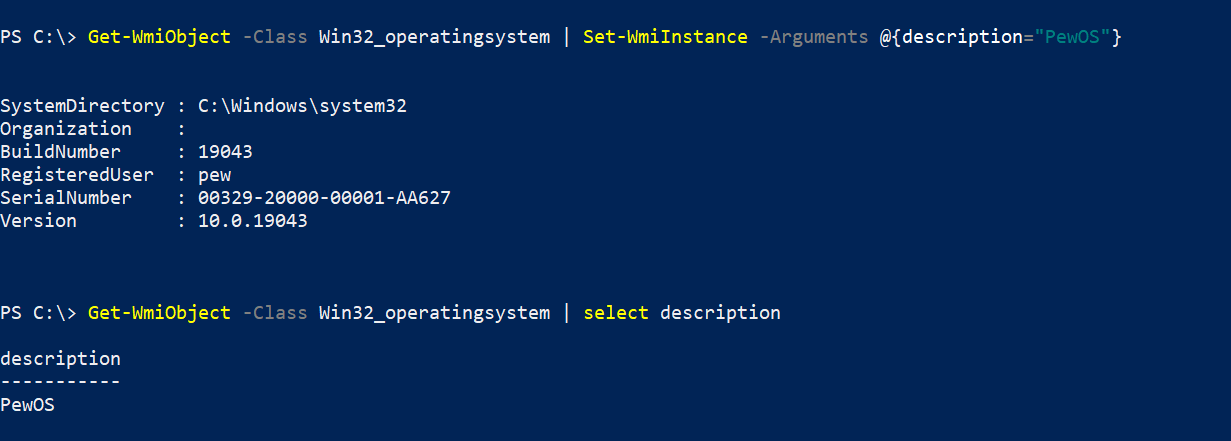 PS C:\> Get-WmiObject -Class Win32_operatingsystem | Set-WmiInstance -Arguments @{description="PewOS"}
SystemDirectory : C:\Windows\system32
Organization    :
BuildNumber     : 19043
RegisteredUser  : pew
SerialNumber    : 00329-20000-00001-AA627
Version         : 10.0.19043
PS C:\> Get-WmiObject -Class Win32_operatingsystem | select description
description
-----------
PewOS